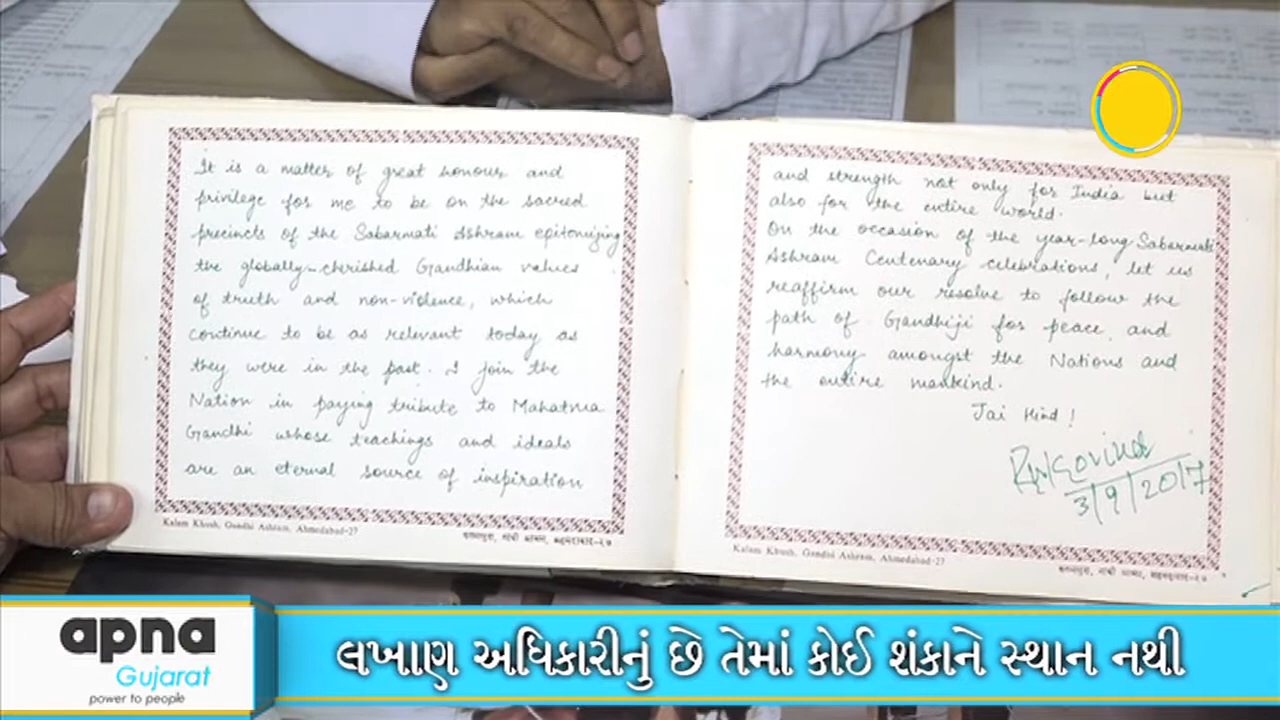 It is a matter of great honour and
privilege for me to be on the sacred
precincts of the Sabarmati Ashram epitomizing
the globally-cherished Gandhian values
of truth and non-violence, which
continue to be as relevant today as
they were in the past. I join the
Nation in paying tribute to Mahatma
Gandhi whose teachings and ideals
are an eternal source of inspiration
Kalam Khush, Gandhi Ashram, Ahmedabad-27
and strength not only for India but
also for the entire world.
On the occasion of the year-long Sabarmati
Ashram Centenary celebrations, let us
reaffirm our resolve to follow the
path of Gandhiji for peace and
harmony amongst the Nations and
the entire mankind.
Jai Hind !
Govind
3/9/2017
Kalam Khush, Gandhi Ashram, Ahmedabad-27
apna
Gujarat
power to people
લખાણ અધિકારીનું છે તેમાં કોઈ શંકાને સ્થાન નથી